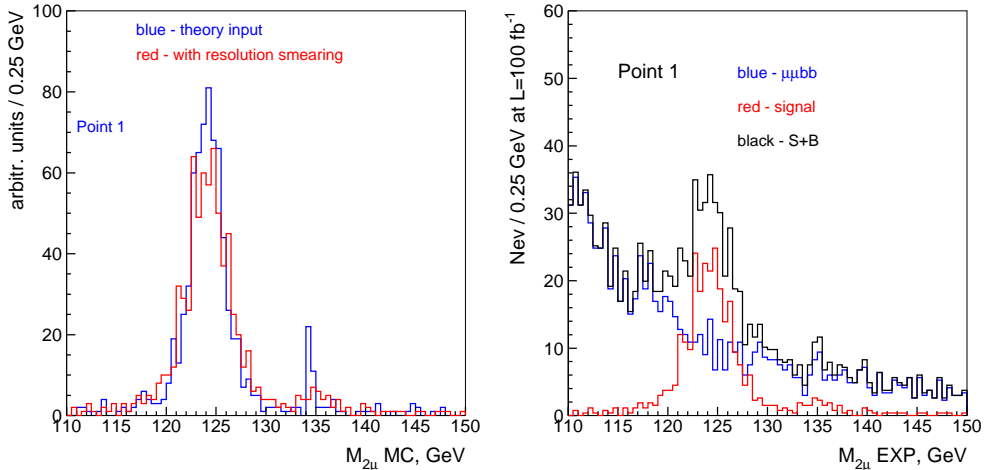 arbitr. units / 0.25 GeV
100
80
60
40
20
0
blue - theory input
red - with resolution smearing
Point 1
110 115 120 125 130 135 140 145 150
M2μ MC, GeV
Nev / 0.25 GeV at L=100 fb-1
60
50
40
30
20
10
0
Point 1
blue - μμbb
red - signal
black - S+B
110 115 120 125 130 135 140 145 150
M2μ EXP, GeV